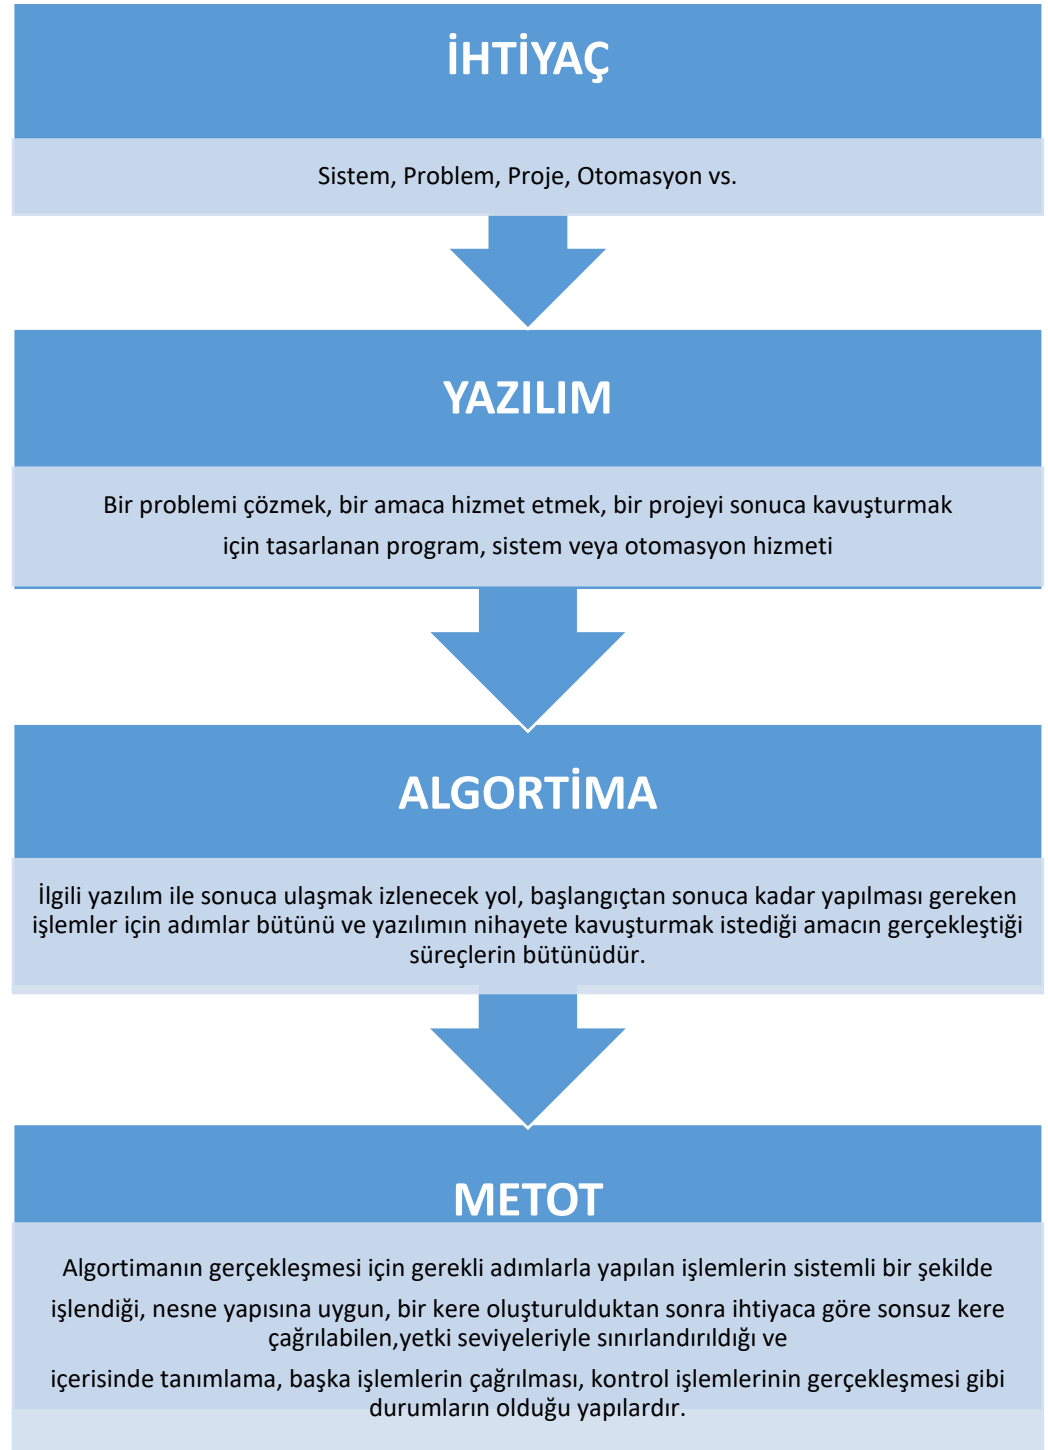 İHTİYAÇ
Sistem, Problem, Proje, Otomasyon vs.
YAZILIM
Bir problemi çözmek, bir amaca hizmet etmek, bir projeyi sonuca kavuşturmak
için tasarlanan program, sistem veya otomasyon hizmeti
ALGORTİMA
İlgili yazılım ile sonuca ulaşmak izlenecek yol, başlangıçtan sonuca kadar yapılması gereken
işlemler için adımlar bütünü ve yazılımın nihayete kavuşturmak istediği amacın gerçekleştiği
süreçlerin bütünüdür.
METOT
Algortimanın gerçekleşmesi için gerekli adımlarla yapılan işlemlerin sistemli bir şekilde
işlendiği, nesne yapısına uygun, bir kere oluşturulduktan sonra ihtiyaca göre sonsuz kere
çağrılabilen,yetki seviyeleriyle sınırlandırıldığı ve
içerisinde tanımlama, başka işlemlerin çağrılması, kontrol işlemlerinin gerçekleşmesi gibi
durumların olduğu yapılardır.